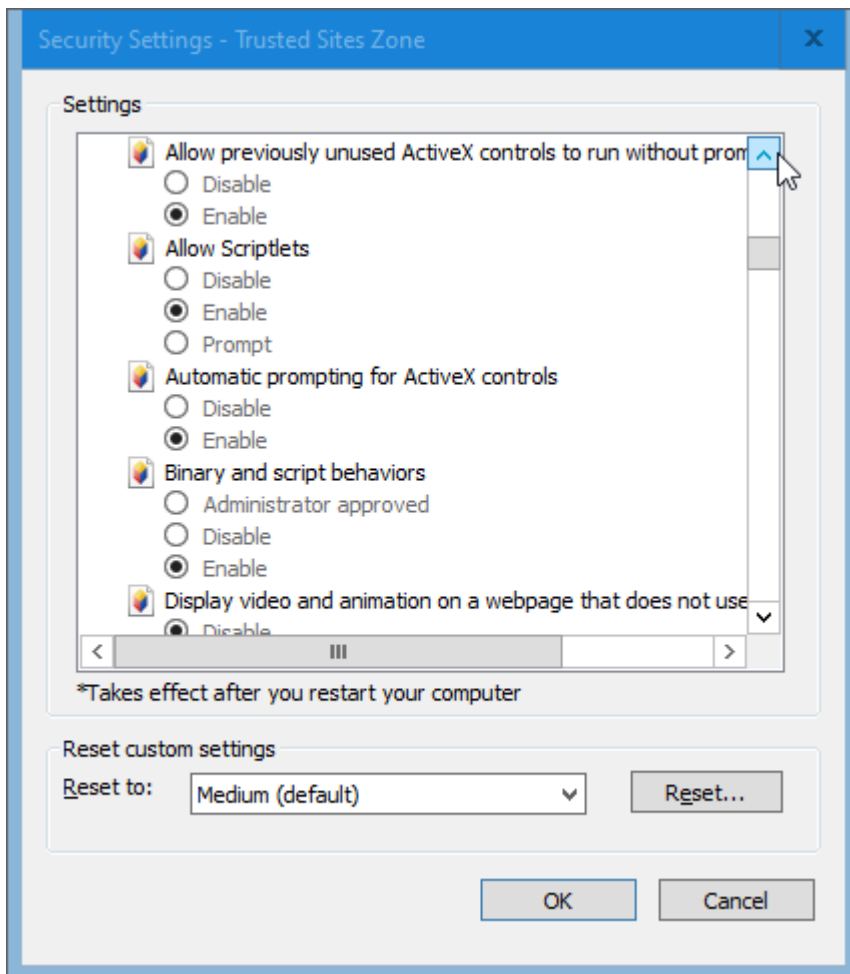 Security Settings - Trusted Sites Zone
Settings
Allow previously unused ActiveX controls to run without prom
Disable
Enable
Allow Scriptlets
Disable
Enable
Prompt
Automatic prompting for ActiveX controls
Disable
Enable
Binary and script behaviors
Administrator approved
Disable
Enable
Display video and animation on a webpage that does not use
Disable
*Takes effect after you restart your computer
Reset custom settings
Reset to:
Medium (default)
Reset...
OK
Cancel